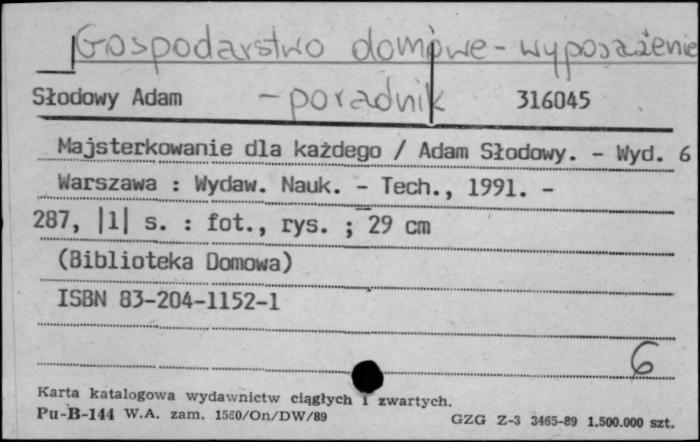 Gospodarstwo domowe - wyposażenie
- poradnik
Słodowy Adam 316045
Majsterkowanie dla każdego / Adam Słodowy. - Wyd. 6
Warszawa : Wydaw. Nauk. - Tech., 1991. -
287, |1| s. : fot., rys. ; 29 cm
(Biblioteka Domowa)
ISBN 83-204-1152-1
6
Karta katalogowa wydawnictw ciągłych i zwartych.
Pu-B-144 W.A. zam. 1560/On/DW/89 GZG Z-3 3465-89 1.500.000 szt.